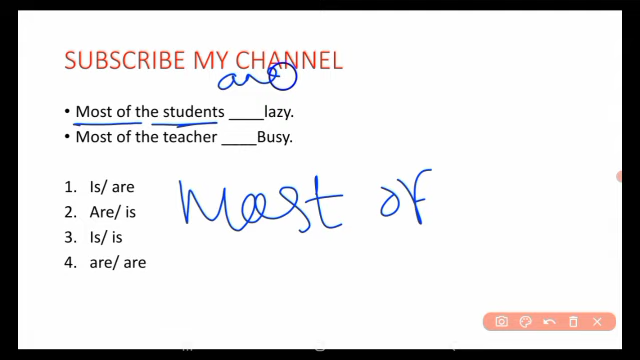 SUBSCRIBE MY CHANNEL
are
• Most of the students ____lazy.
• Most of the teacher ____Busy.
1. Is/ are
2. Are/ is
3. Is/ is
4. are/ are
Most of